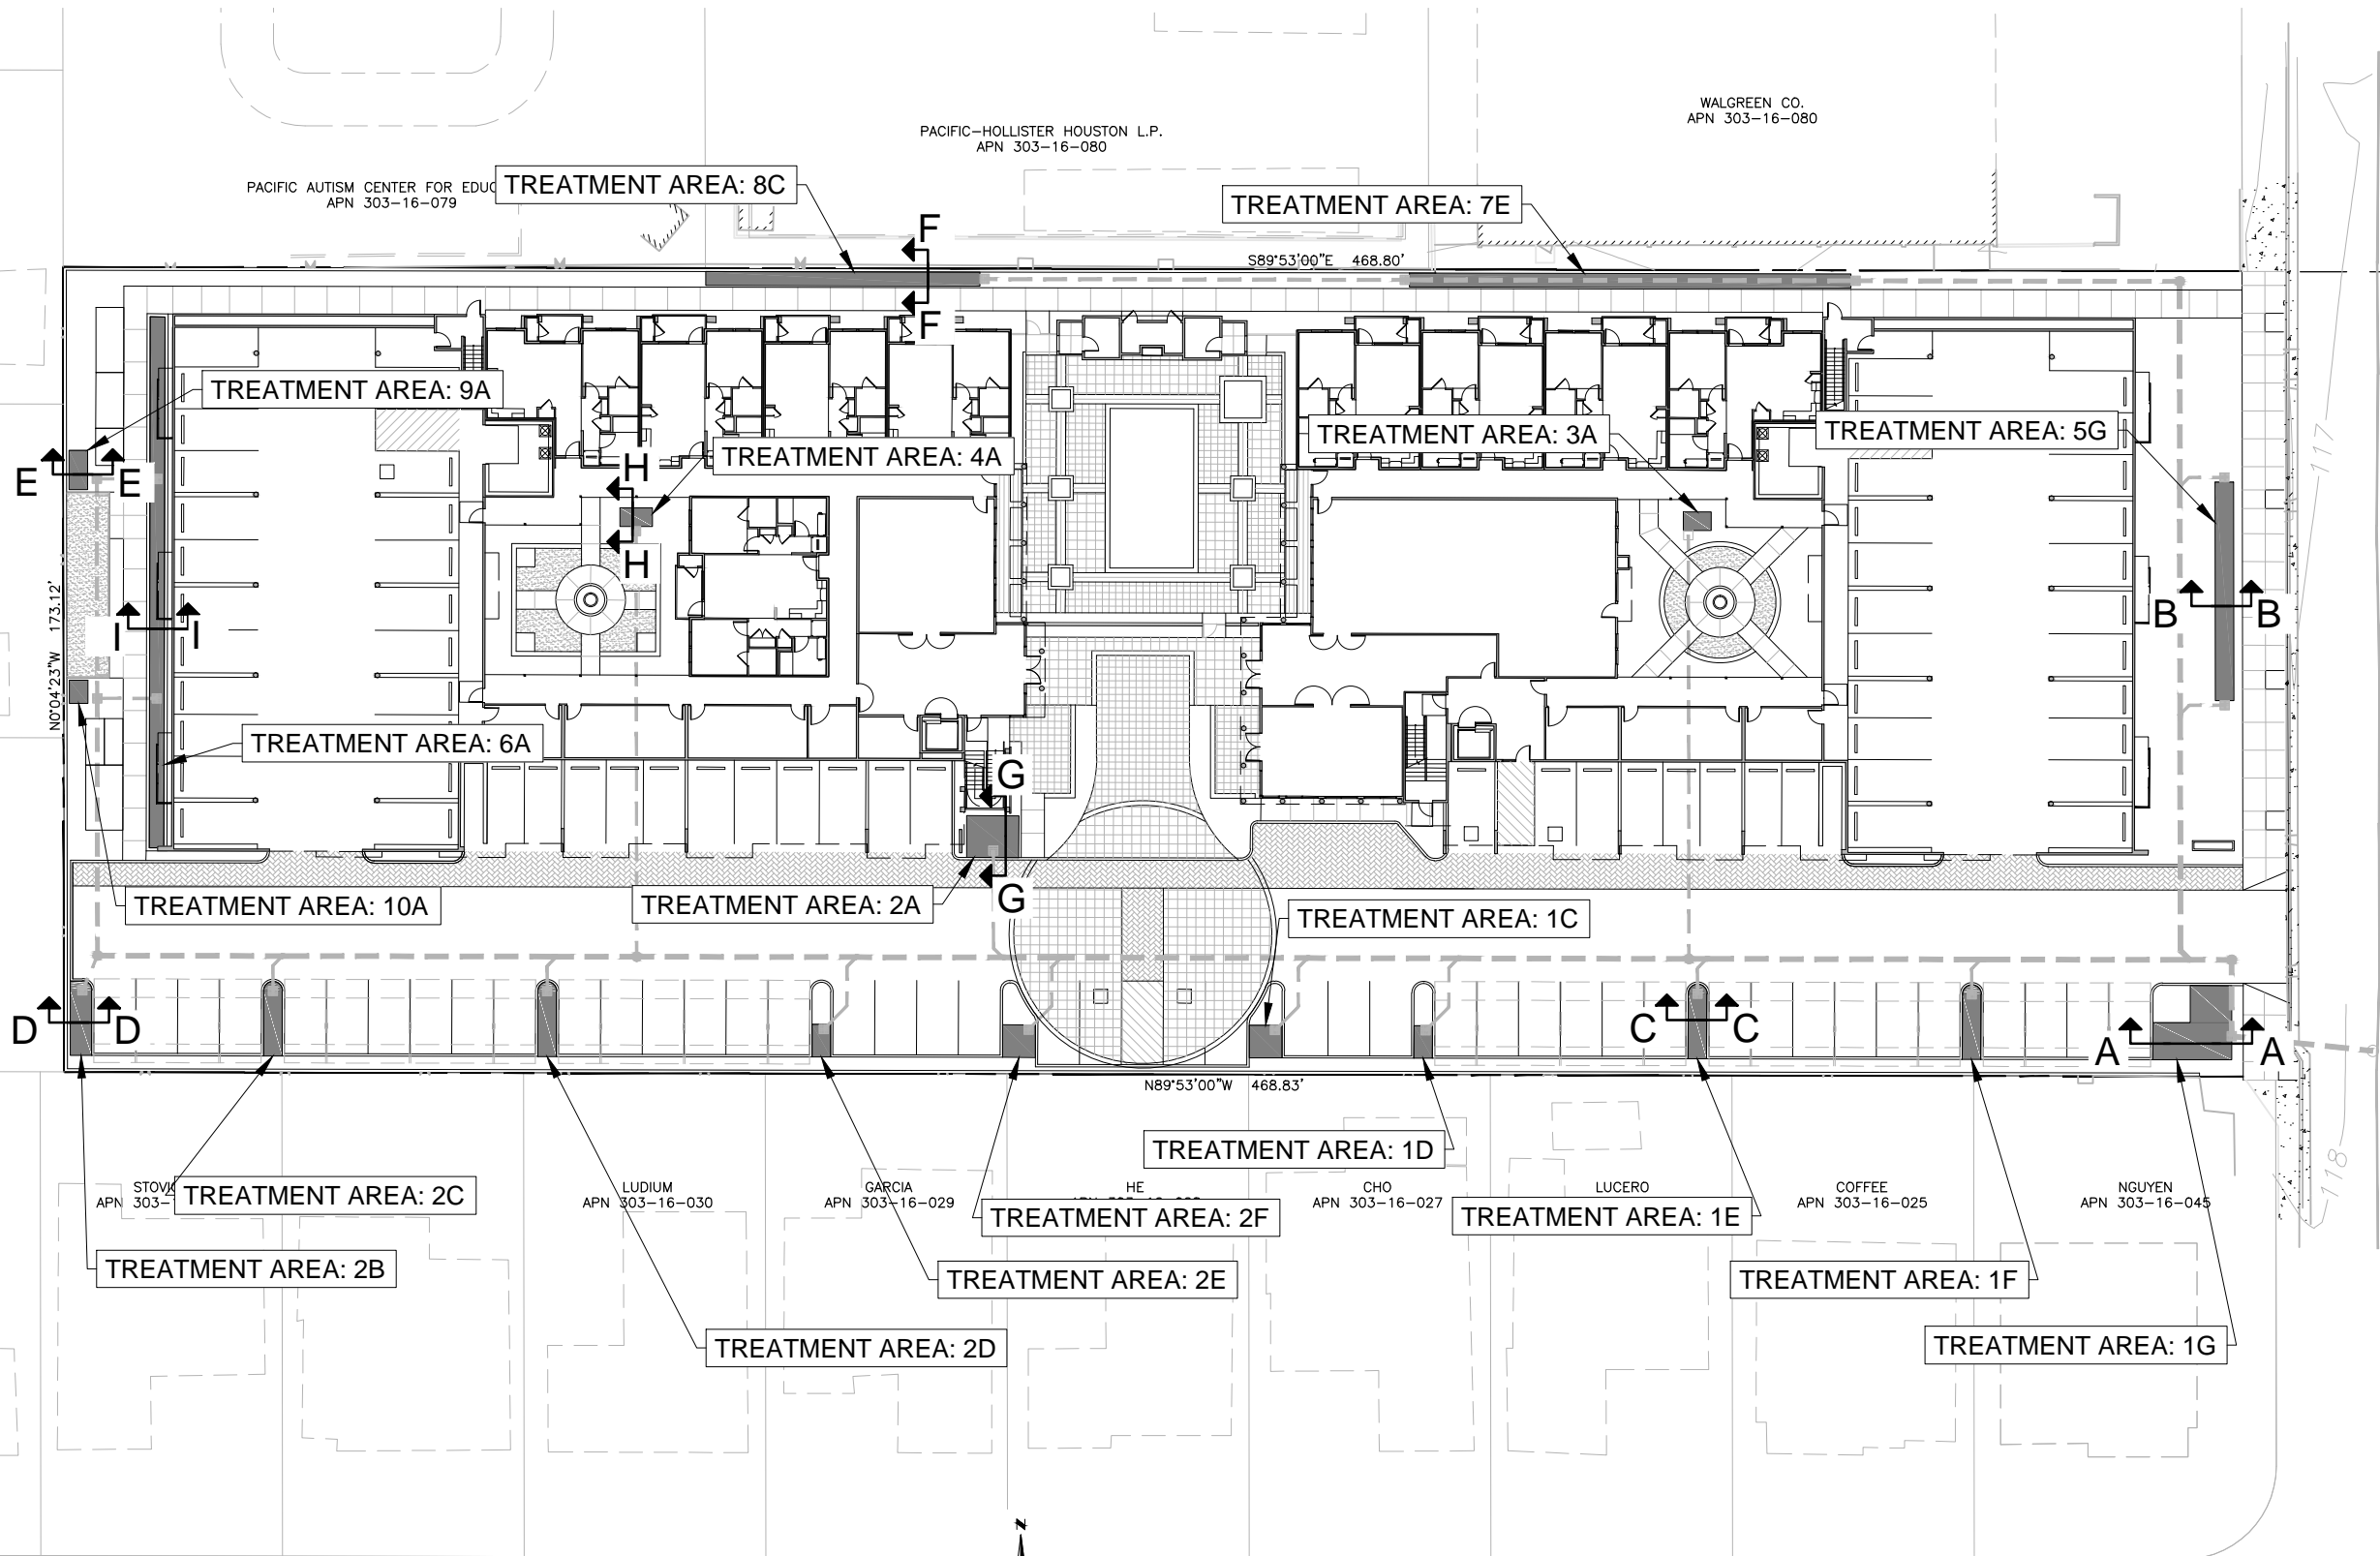 WALGREEN CO.
APN 303-16-080
PACIFIC-HOLLISTER HOUSTON L.P.
APN 303-16-080
PACIFIC AUTISM CENTER FOR EDUC
APN 303-16-079
TREATMENT AREA: 8C
TREATMENT AREA: 7E
F
F
S89°53'00"E 468.80'
TREATMENT AREA: 9A
TREATMENT AREA: 4A
TREATMENT AREA: 3A
TREATMENT AREA: 5G
117
E
E
H
H
B
B
I
I
N0°04'23"W 173.12'
TREATMENT AREA: 6A
G
G
TREATMENT AREA: 10A
TREATMENT AREA: 2A
TREATMENT AREA: 1C
D
D
C
C
A
A
N89°53'00"W 468.83'
TREATMENT AREA: 1D
118
STOVI
APN 303-
TREATMENT AREA: 2C
LUDIUM
APN 303-16-030
GARCIA
APN 303-16-029
HE
TREATMENT AREA: 2F
CHO
APN 303-16-027
LUCERO
TREATMENT AREA: 1E
COFFEE
APN 303-16-025
NGUYEN
APN 303-16-045
TREATMENT AREA: 2B
TREATMENT AREA: 2E
TREATMENT AREA: 1F
TREATMENT AREA: 2D
TREATMENT AREA: 1G
N